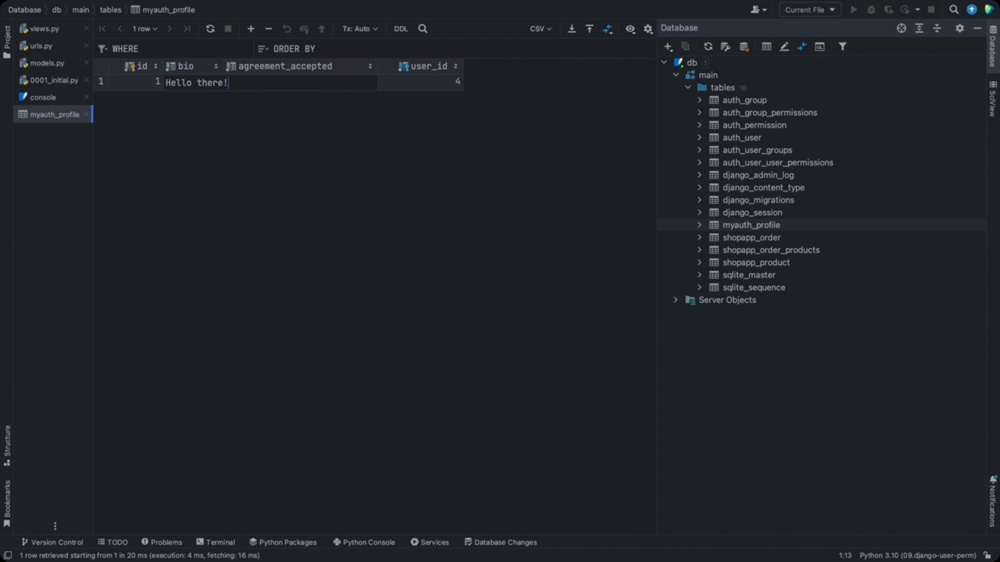 Database db main tables myauth_profile
Current File
Project
views.py
urls.py
models.py
0001_initial.py
console
myauth_profile
1 row
Tx: Auto
DDL
CSV
WHERE
ORDER BY
id bio agreement_accepted user_id
1 1 Hello there! 4
Database
db 1
main
tables 16
auth_group
auth_group_permissions
auth_permission
auth_user
auth_user_groups
auth_user_user_permissions
django_admin_log
django_content_type
django_migrations
django_session
myauth_profile
shopapp_order
shopapp_order_products
shopapp_product
sqlite_master
sqlite_sequence
Server Objects
Database
SciView
Notifications
Structure
Bookmarks
Version Control TODO Problems Terminal Python Packages Python Console Services Database Changes
1 row retrieved starting from 1 in 20 ms (execution: 4 ms, fetching: 16 ms)
1:13 Python 3.10 (09.django-user-perm)